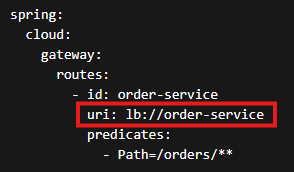 spring:
  cloud:
    gateway:
      routes:
        - id: order-service
          uri: lb://order-service
          predicates:
            - Path=/orders/**